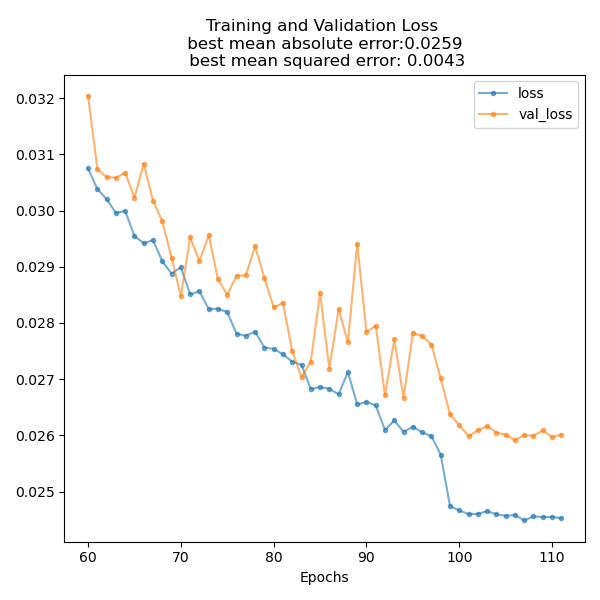 Training and Validation Loss
best mean absolute error:0.0259
best mean squared error: 0.0043
loss
val_loss
0.032
0.031
0.030
0.029
0.028
0.027
0.026
0.025
60 70 80 90 100 110
Epochs